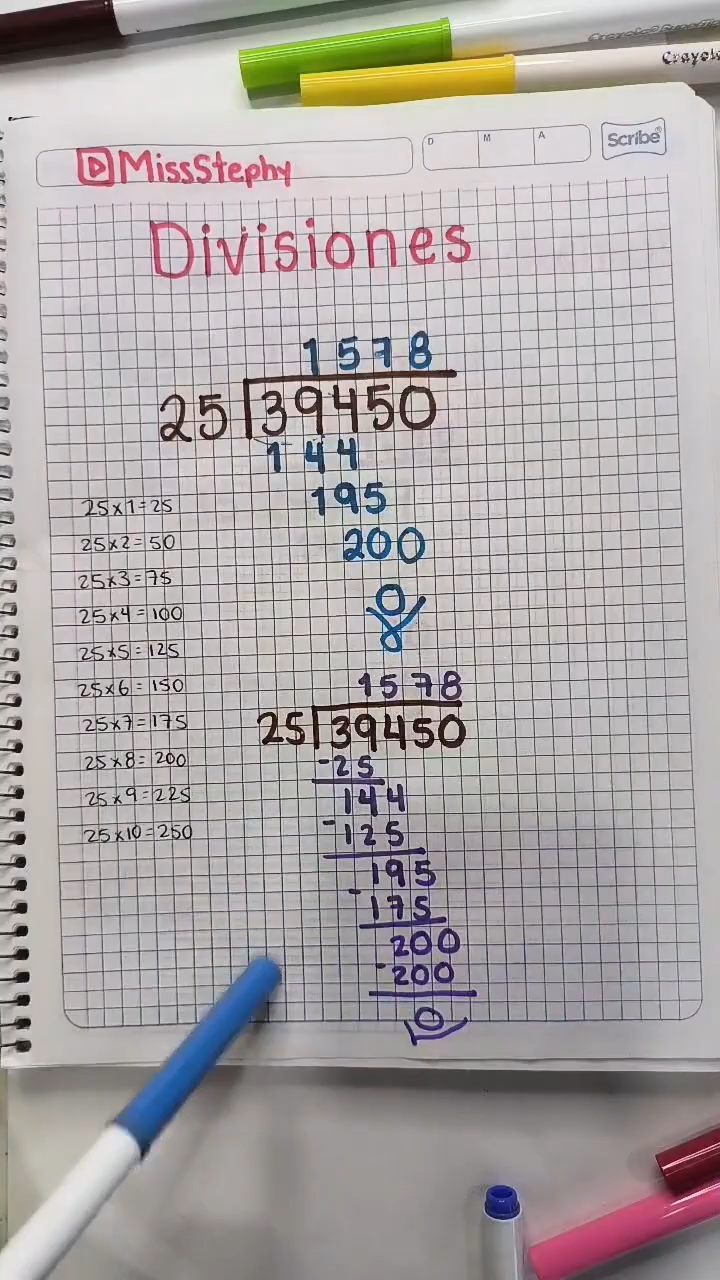 Crayola
Crayola
D M A
Scribe®
MissStephy
Divisiones
1578
25 39450
144
195
200
0
25x1=25
25x2=50
25x3=75
25x4=100
25x5=125
25x6=150
25x7=175
25x8=200
25x9=225
25x10=250
1578
25 39450
-25
144
-125
195
-175
200
-200
0